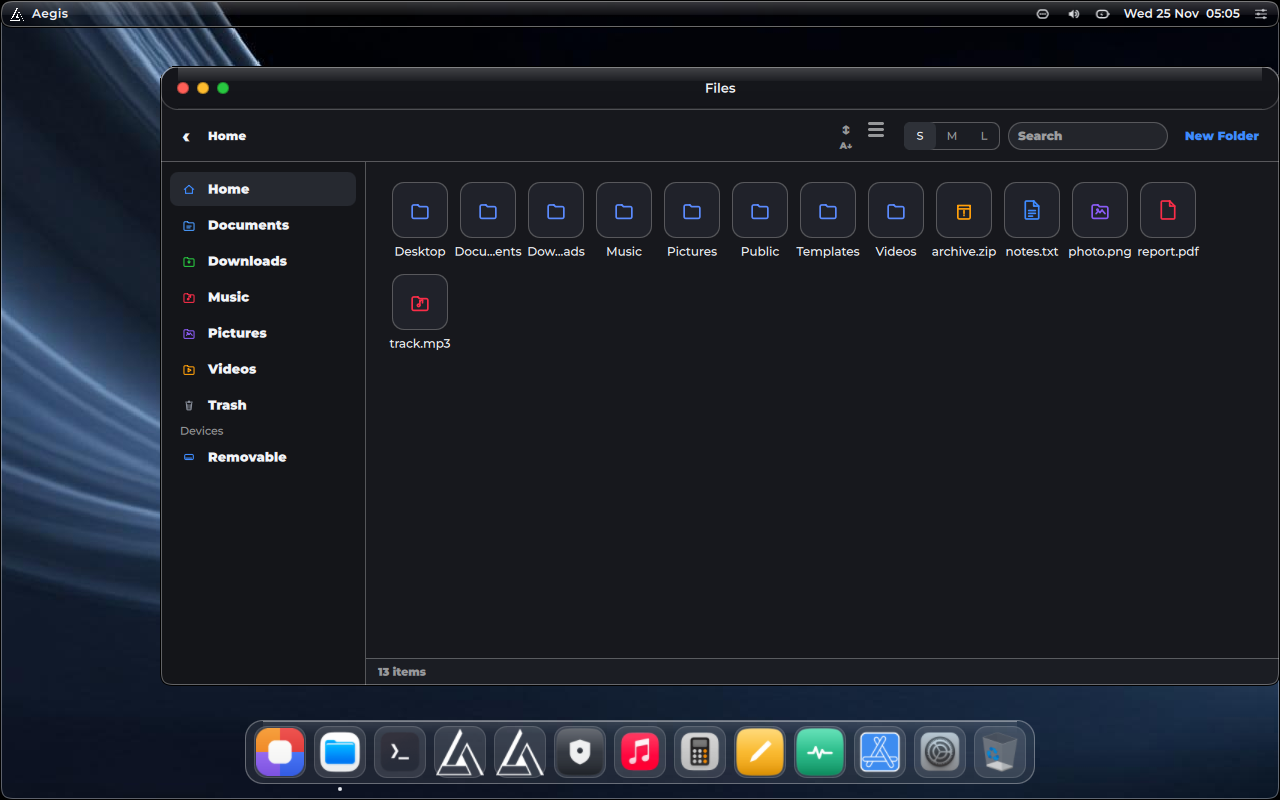 Aegis
Wed 25 Nov 05:05
Files
Home
A+
S M L
Search
New Folder
Home
Documents
Downloads
Music
Pictures
Videos
Trash
Devices
Removable
Desktop Docu...ents Dow...ads Music Pictures Public Templates Videos archive.zip notes.txt photo.png report.pdf
track.mp3
13 items